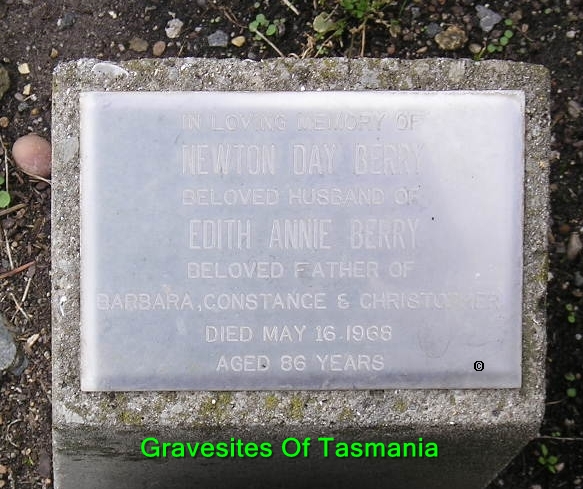 IN LOVING MEMORY OF
NEWTON DAY BERRY
BELOVED HUSBAND OF
EDITH ANNIE BERRY
BELOVED FATHER OF
BARBARA, CONSTANCE & CHRISTOPHER
DIED MAY 16 1968
AGED 86 YEARS
©
Gravesites Of Tasmania